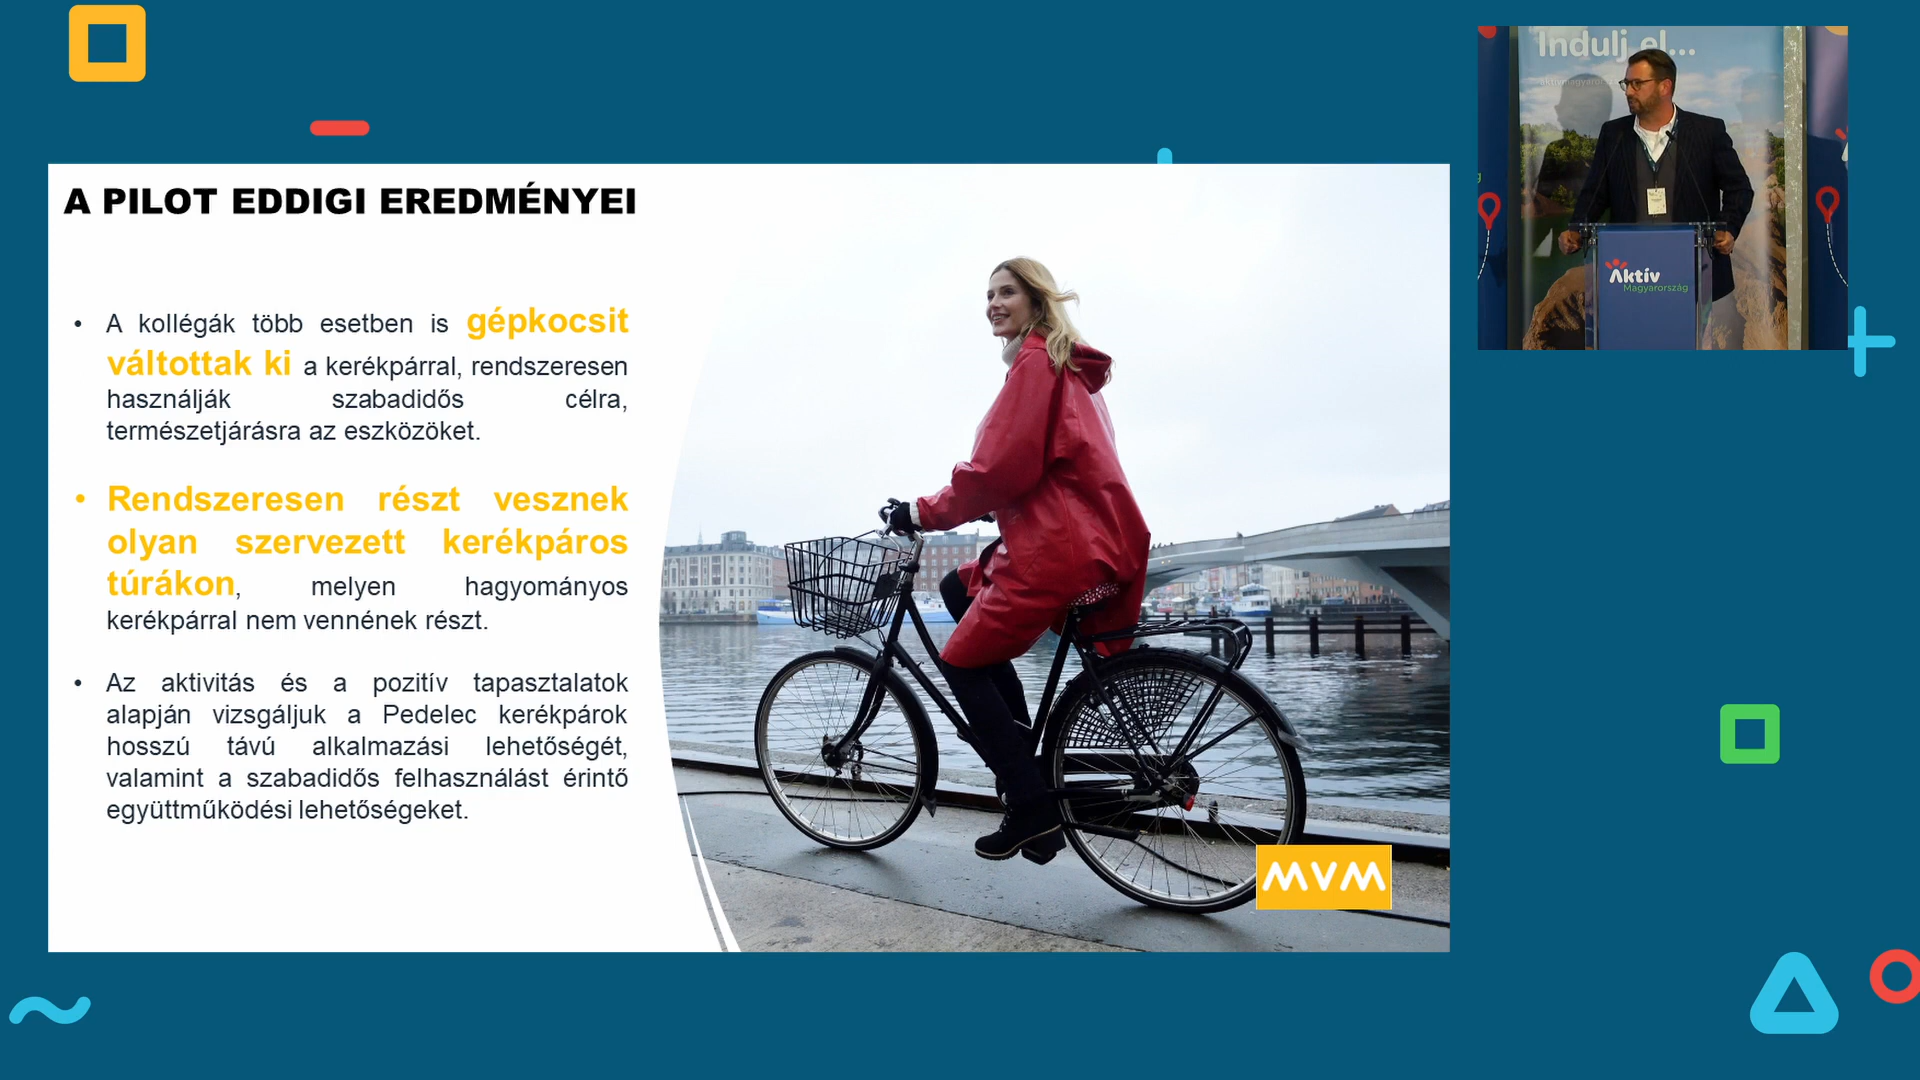 Indulj el...
A PILOT EDDIGI EREDMÉNYEI
• A kollégák több esetben is gépkocsit
váltottak ki a kerékpárral, rendszeresen
használják szabadidős célra,
természetjárásra az eszközöket.
• Rendszeresen részt vesznek
olyan szervezett kerékpáros
túrákon, melyen hagyományos
kerékpárral nem vennének részt.
• Az aktivitás és a pozitív tapasztalatok
alapján vizsgáljuk a Pedelec kerékpárok
hosszú távú alkalmazási lehetőségét,
valamint a szabadidős felhasználást érintő
együttműködési lehetőségeket.
MVM
Aktív
Magyarország